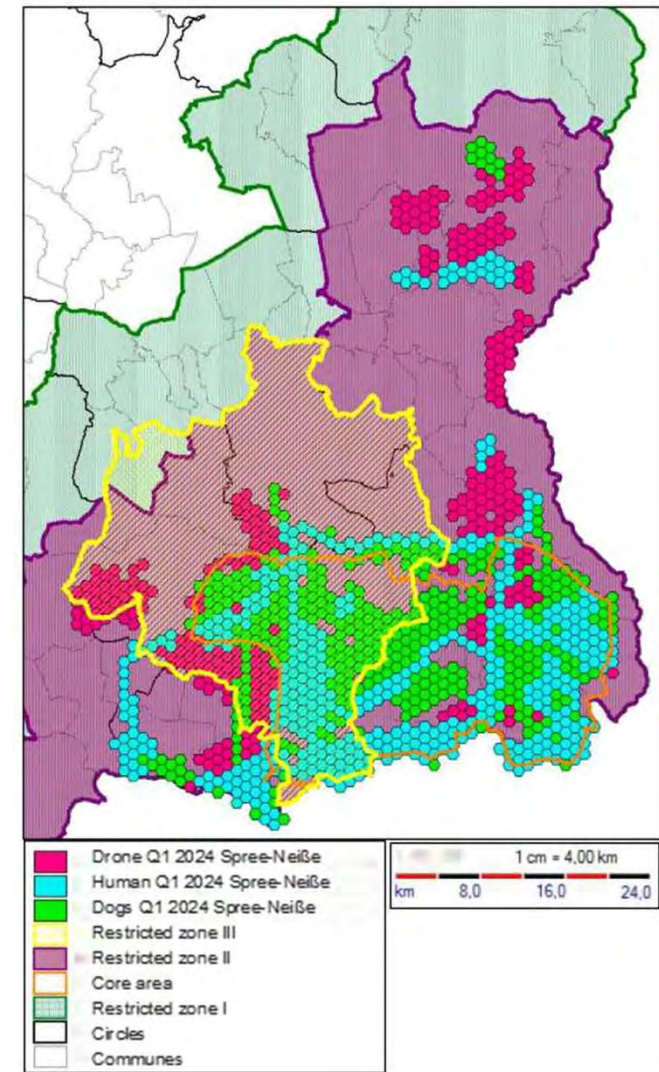 Drone Q1 2024 Spree-Neiße
Human Q1 2024 Spree-Neiße
Dogs Q1 2024 Spree-Neiße
Restricted zone III
Restricted zone II
Core area
Restricted zone I
Circles
Communes
1 cm = 4,00 km
km 8,0 16,0 24,0